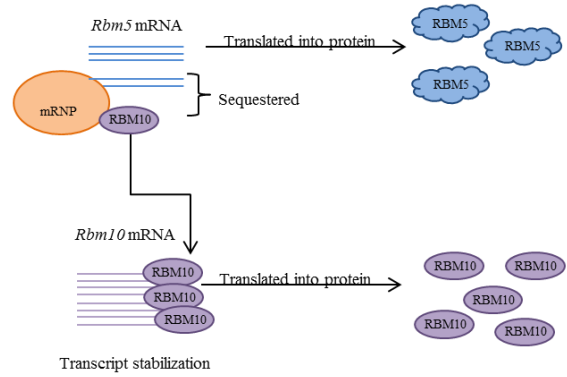 Rbm5 mRNA
Translated into protein
RBM5
RBM5
RBM5
mRNP
RBM10
Sequestered
Rbm10 mRNA
RBM10
RBM10
RBM10
Translated into protein
RBM10
RBM10
RBM10
RBM10
RBM10
Transcript stabilization